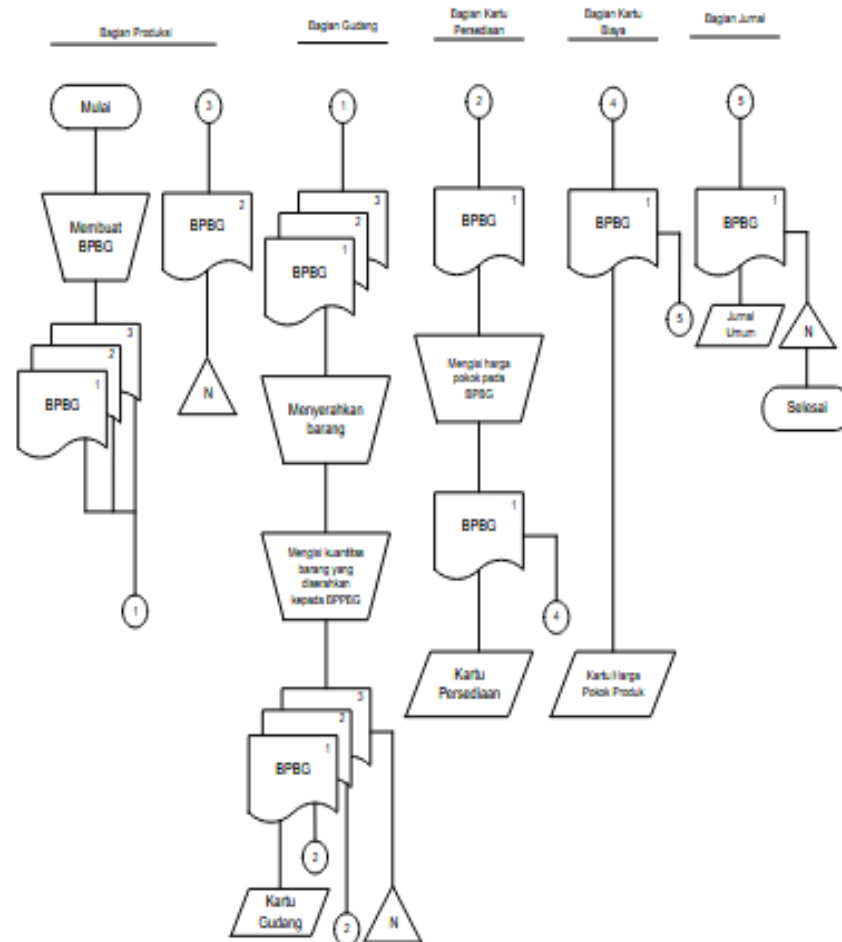 Bagian Produksi
Bagian Gudang
Bagian Kartu
Persediaan
Bagian Kartu
Biaya
Bagian Jurnal
Mulai
Membuat
BPBG
3
2
1
BPBG
1
3
2
BPBG
N
1
3
2
1
BPBG
Menyerahkan
barang
Mengisi kuantitas
barang yang
diserahkan
kepada BPPBG
3
2
1
BPBG
2
Kartu
Gudang
2
N
2
1
BPBG
Mengisi harga
pokok pada
BPBG
1
BPBG
4
Kartu
Persediaan
4
1
BPBG
5
Kartu Harga
Pokok Produk
5
1
BPBG
Jurnal
Umum
N
Selesai